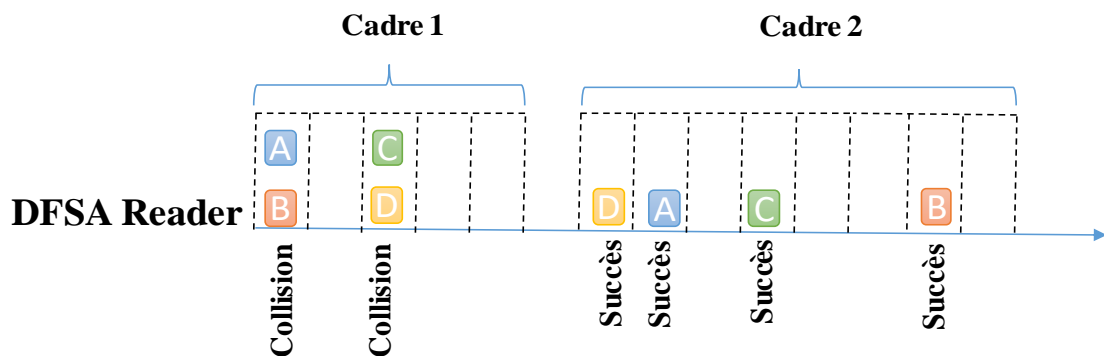 Cadre 1
Cadre 2
A
C
DFSA Reader
B
D
D
A
C
B
Collision
Collision
Succès
Succès
Succès
Succès